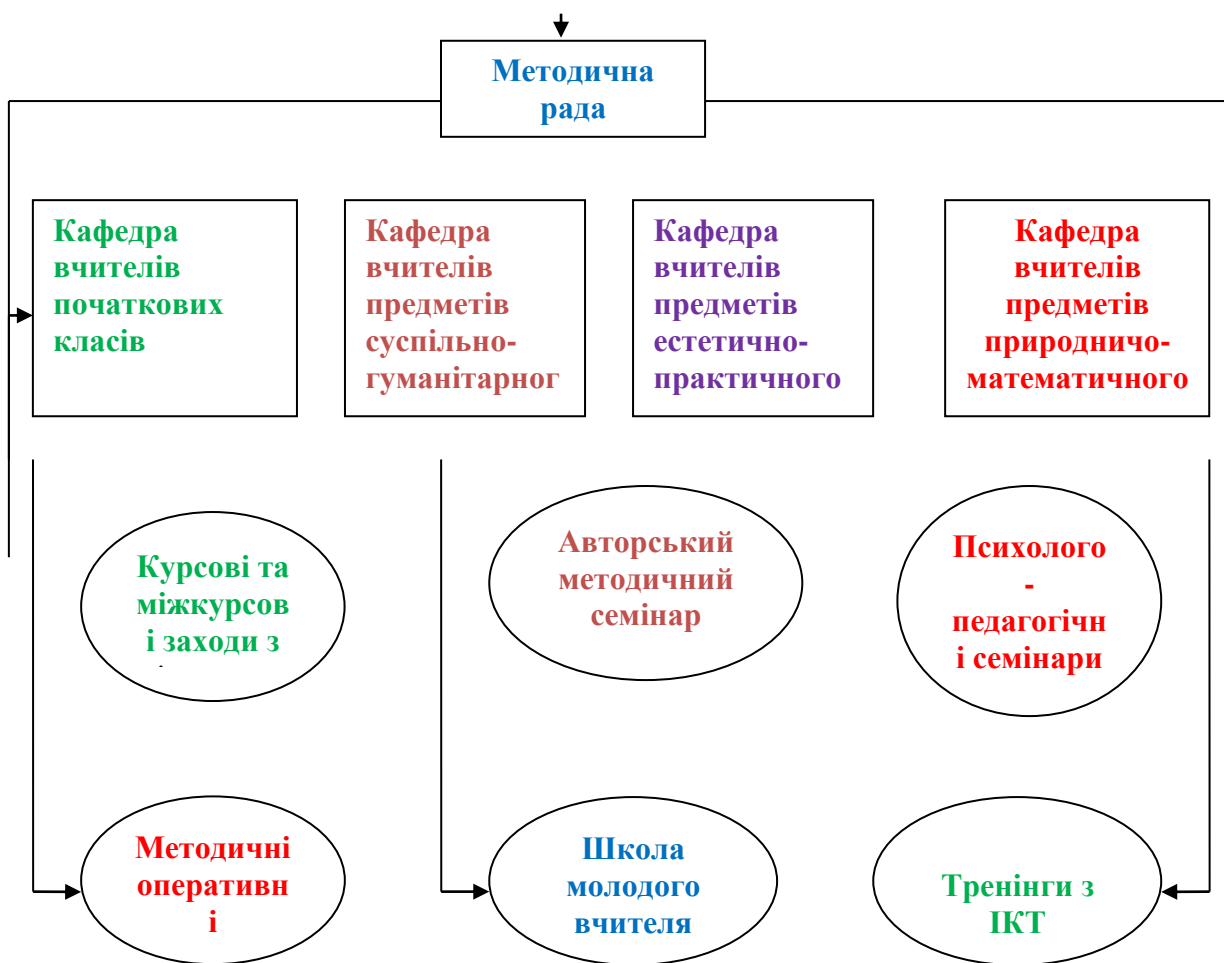 Методична
рада
Кафедра
вчителів
початкових
класів
Кафедра
вчителів
предметів
суспільно-
гуманітарног
Кафедра
вчителів
предметів
естетично-
практичного
Кафедра
вчителів
предметів
природничо-
математичного
Курсові та
міжкурсов
і заходи з
Авторський
методичний
семінар
Психолого
-
педагогічн
і семінари
Методичні
оперативн
і
Школа
молодого
вчителя
Тренінги з
ІКТ